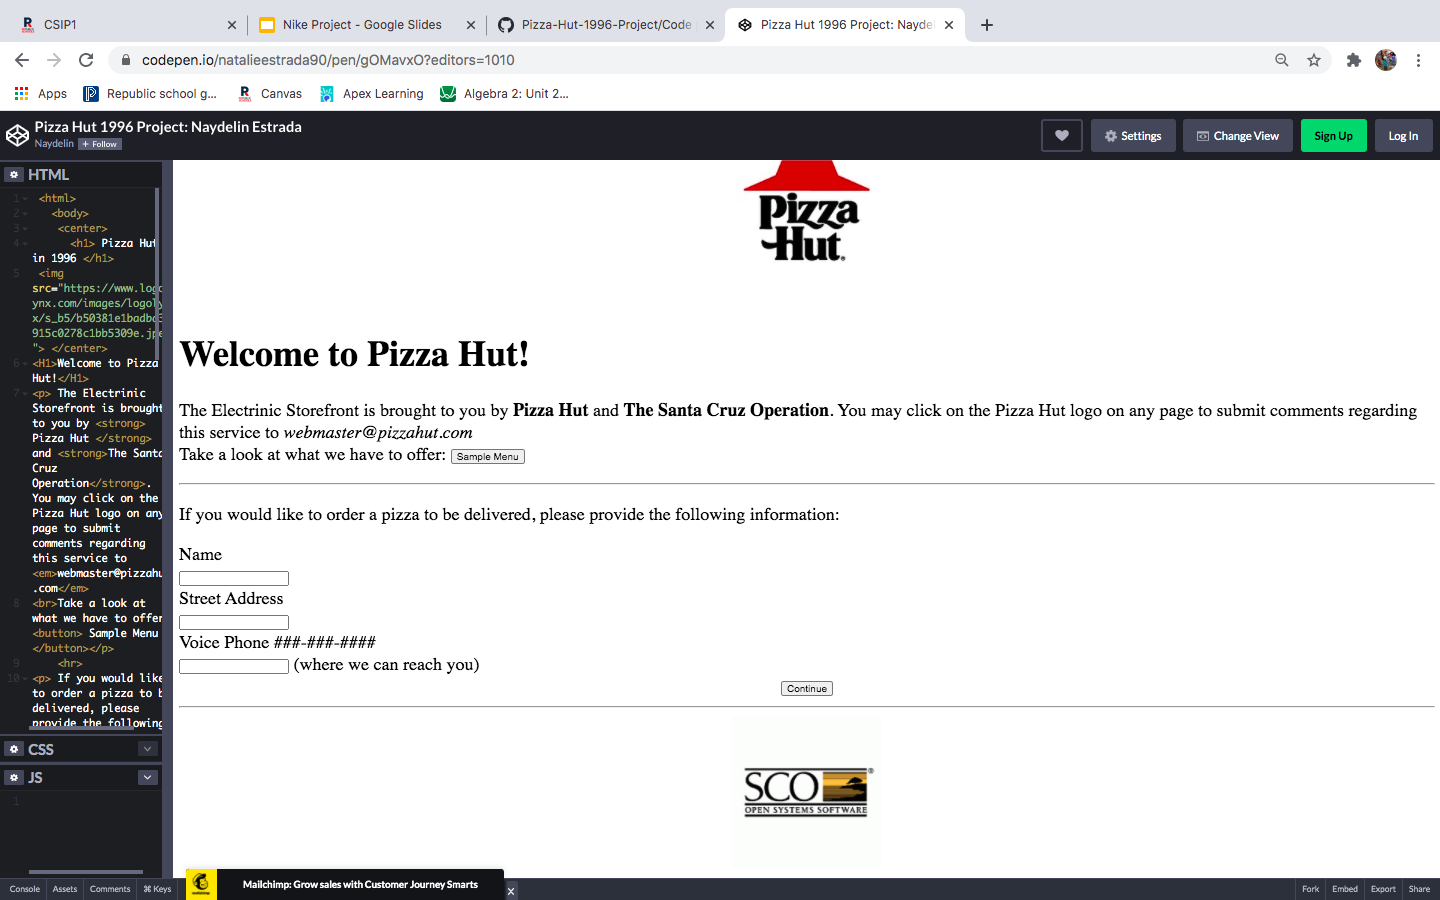 CSIP1
Nike Project - Google Slides
Pizza-Hut-1996-Project/Code
Pizza Hut 1996 Project: Naydel
codepen.io/natalieestrada90/pen/gOMavxO?editors=1010
Apps
Republic school g...
Canvas
Apex Learning
Algebra 2: Unit 2...
Pizza Hut 1996 Project: Naydelin Estrada
Naydelin + Follow
Settings
Change View
Sign Up
Log In
HTML
1 <html>
2 <body>
3 <center>
4 <h1> Pizza Hut
in 1996 </h1>
5 <img
src="https://www.logo
ynx.com/images/logoly
x/s_b5/b50381e1badba3
915c0278c1bb5309e.jpe
"> </center>
6 <H1>Welcome to Pizza
Hut!</H1>
7 <p> The Electrinic
Storefront is brought
to you by <strong>
Pizza Hut </strong>
and <strong>The Santa
Cruz
Operation</strong>.
You may click on the
Pizza Hut logo on any
page to submit
comments regarding
this service to
<em>webmaster@pizzahu
.com</em>
8 <br>Take a look at
what we have to offer
<button> Sample Menu
</button></p>
9 <hr>
10 <p> If you would like
to order a pizza to b
delivered, please
provide the following
CSS
JS
1
Pizza
Hut.
Welcome to Pizza Hut!
The Electrinic Storefront is brought to you by Pizza Hut and The Santa Cruz Operation. You may click on the Pizza Hut logo on any page to submit comments regarding
this service to webmaster@pizzahut.com
Take a look at what we have to offer: Sample Menu
If you would like to order a pizza to be delivered, please provide the following information:
Name
Street Address
Voice Phone ###-###-####
(where we can reach you)
Continue
SCO
OPEN SYSTEMS SOFTWARE
Console
Assets
Comments
⌘ Keys
mailchimp
Mailchimp: Grow sales with Customer Journey Smarts
x
Fork
Embed
Export
Share